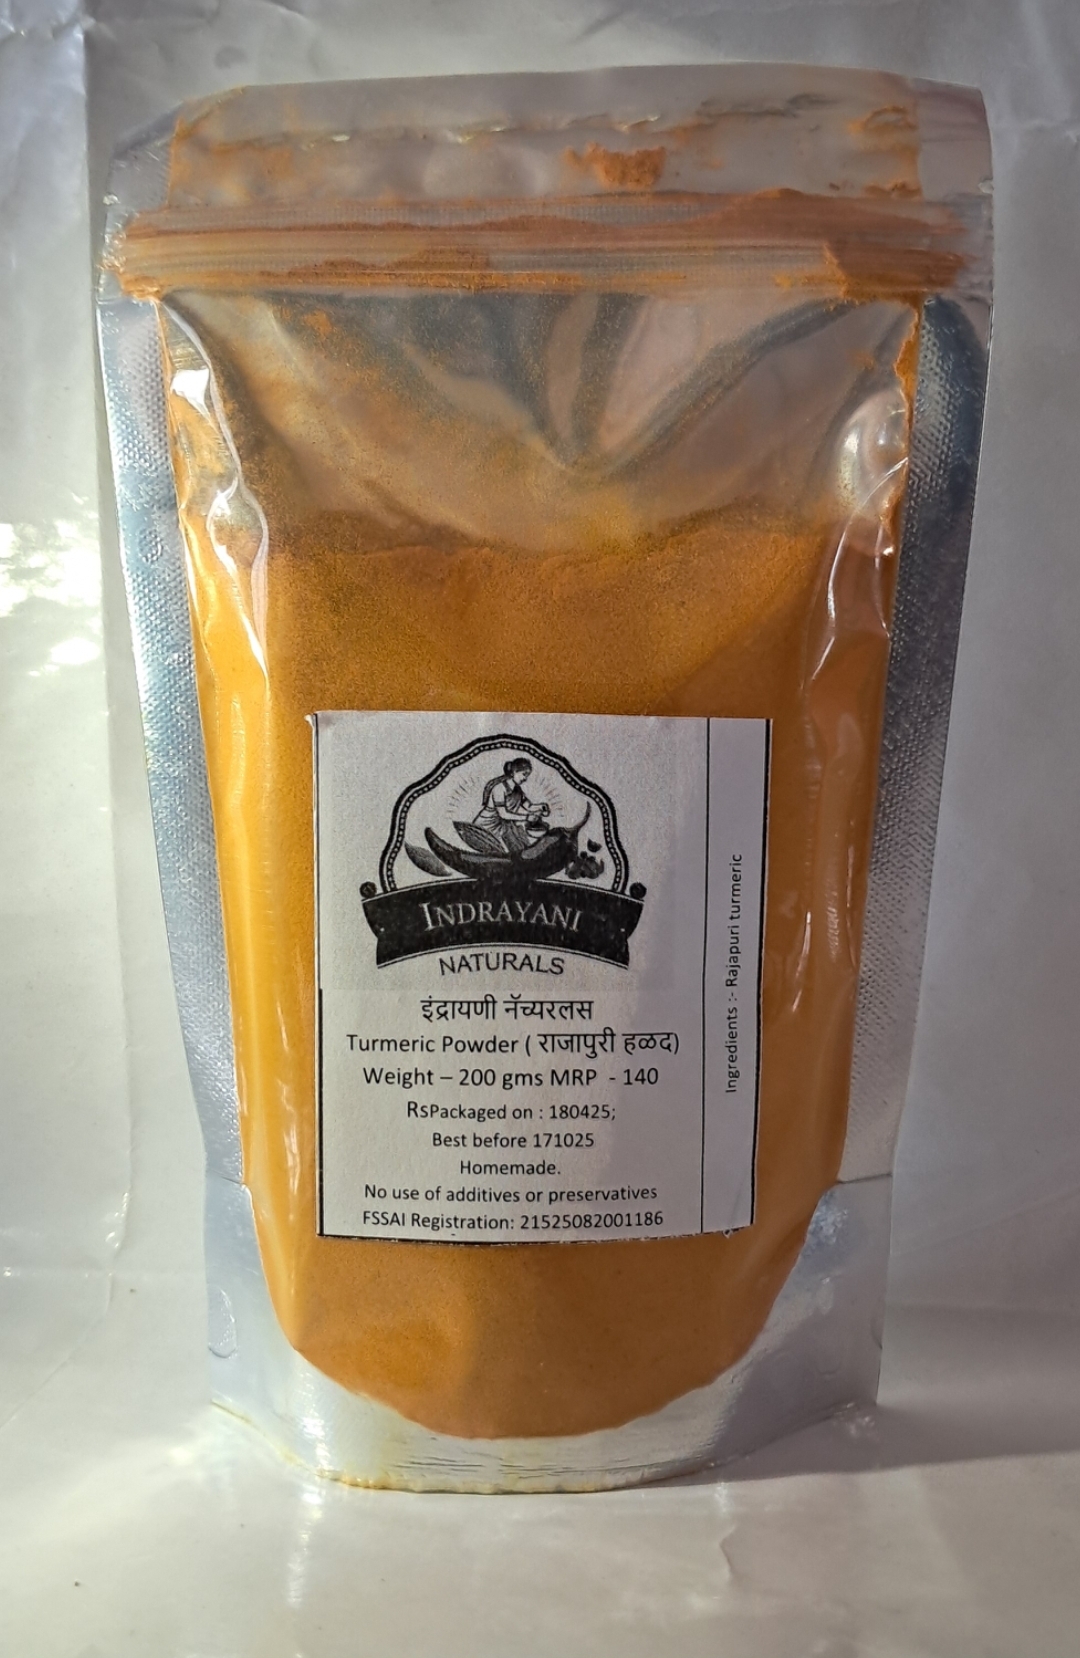 INDRAYANI
NATURALS
इंद्रायणी नॅच्यरलस
Turmeric Powder ( राजापुरी हळद)
Weight – 200 gms MRP - 140
RsPackaged on : 180425;
Best before 171025
Homemade.
No use of additives or preservatives
FSSAI Registration: 21525082001186
Ingredients :- Rajapuri turmeric